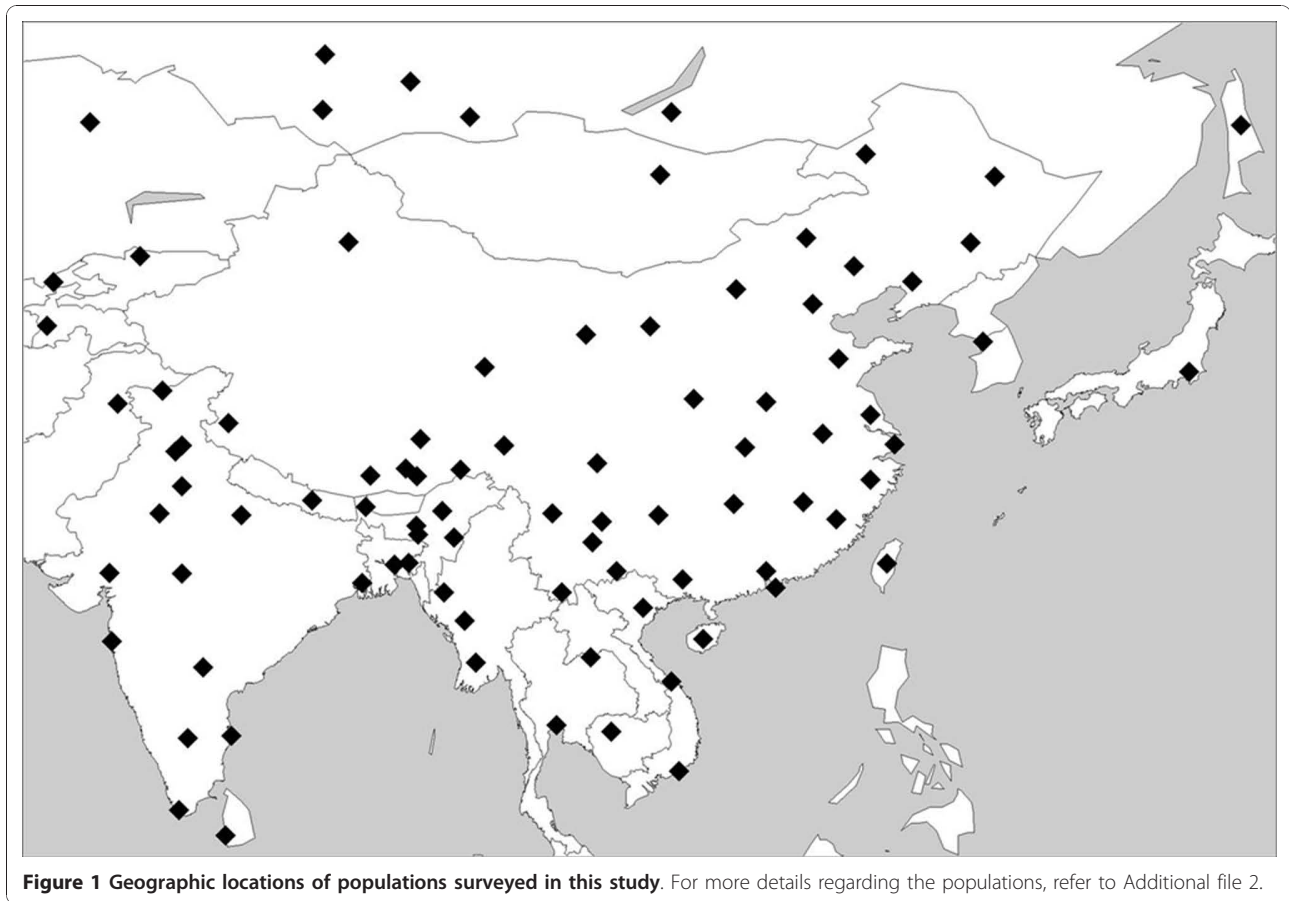 Figure 1 Geographic locations of populations surveyed in this study. For more details regarding the populations, refer to Additional file 2.